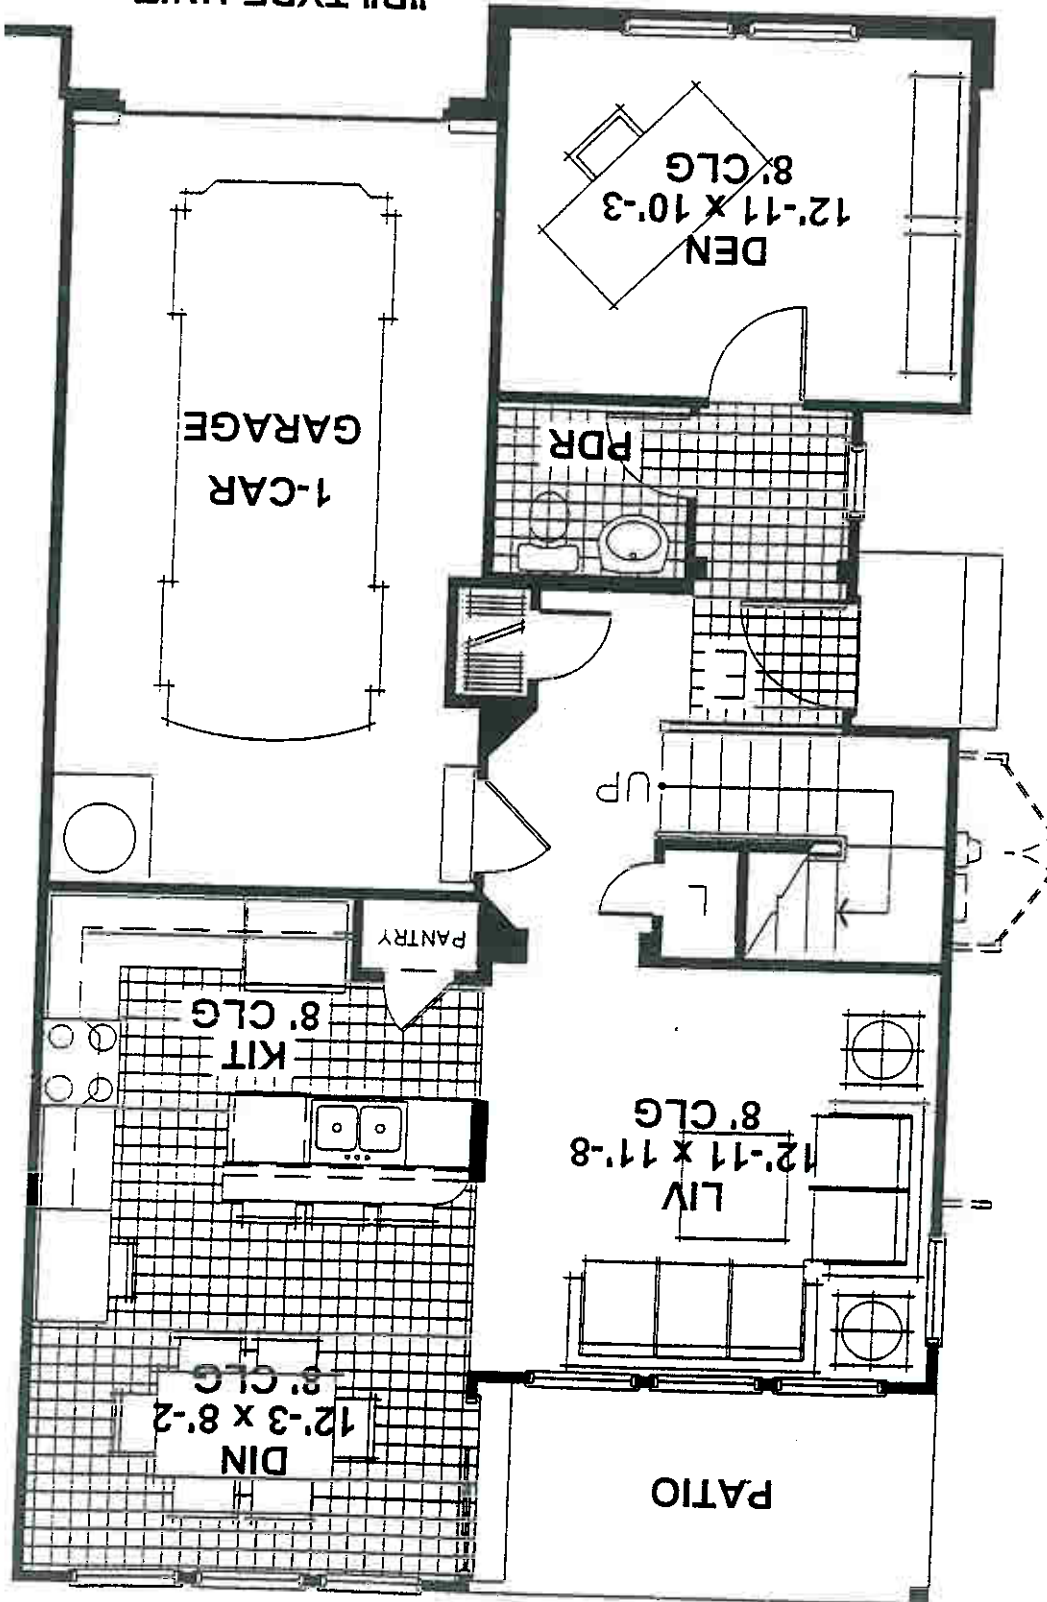 PATIO
DIN
12'-3 x 8'-2
8' CLG
LIV
12'-11 x 11'-8
8' CLG
KIT
8' CLG
PANTRY
L
UP
1-CAR
GARAGE
PDR
DEN
12'-11 x 10'-3
8' CLG